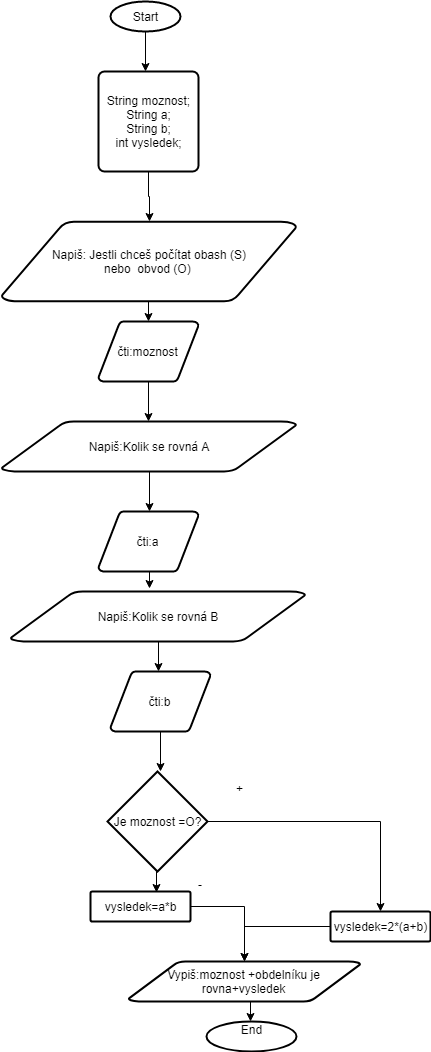 Start
String moznost;
String a;
String b;
int vysledek;
Napiš: Jestli chceš počítat obash (S)
nebo obvod (O)
čti:moznost
Napiš:Kolik se rovná A
čti:a
Napiš:Kolik se rovná B
čti:b
+
Je moznost =O?
-
vysledek=a*b
vysledek=2*(a+b)
Vypiš:moznost +obdelníku je
rovna+vysledek
End